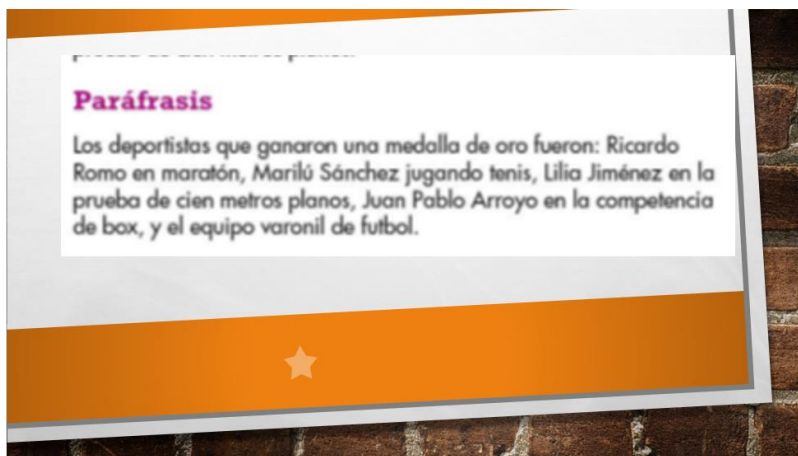 Paráfrasis
Los deportistas que ganaron una medalla de oro fueron: Ricardo
Romo en maratón, Marilú Sánchez jugando tenis, Lilia Jiménez en la
prueba de cien metros planos, Juan Pablo Arroyo en la competencia
de box, y el equipo varonil de futbol.